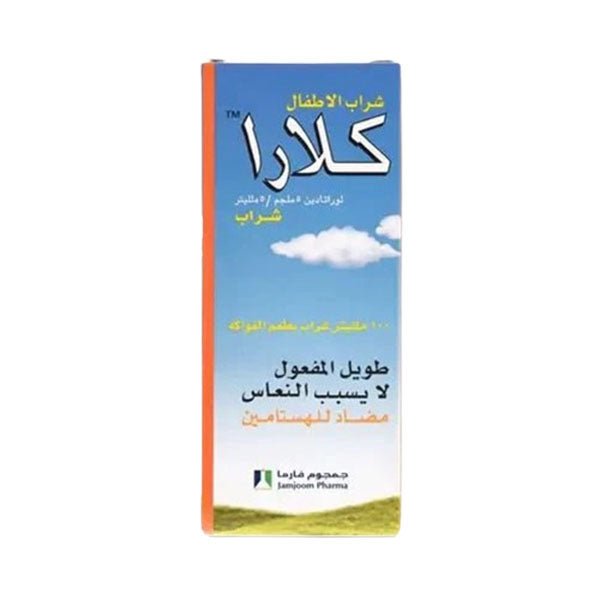 شراب الاطفال
كلارا™
لوراتادين ٥ ملجم / ٥ ملليتر
شراب
١٠٠ ملليتر شراب بطعم الفواكه
طويل المفعول
لا يسبب النعاس
مضاد للهستامين
جمجوم فارما
Jamjoom Pharma